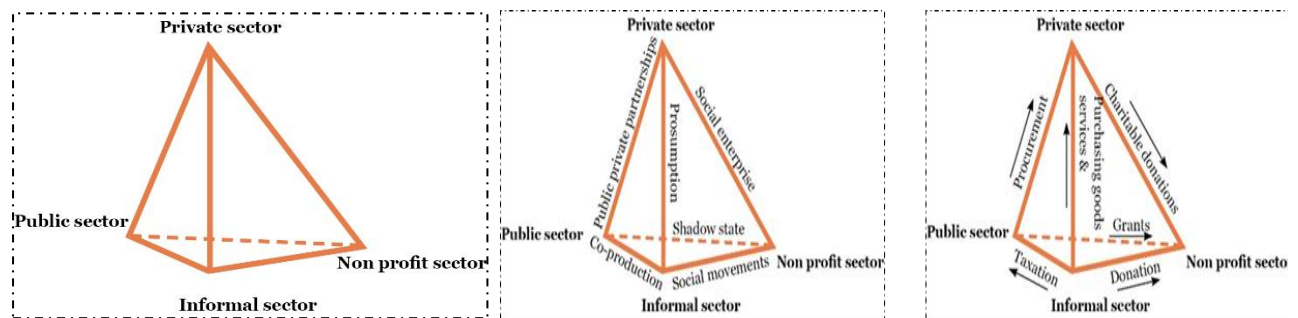 Private sector
Public sector
Non profit sector
Informal sector
Private sector
Public private partnerships
Prosumption
Social enterprise
Public sector
Shadow state
Co-production
Social movements
Non profit sector
Informal sector
Private sector
Procurement
Purchasing goods
services &
Charitable donations
Public sector
Grants
Taxation
Donation
Non profit sector
Informal sector